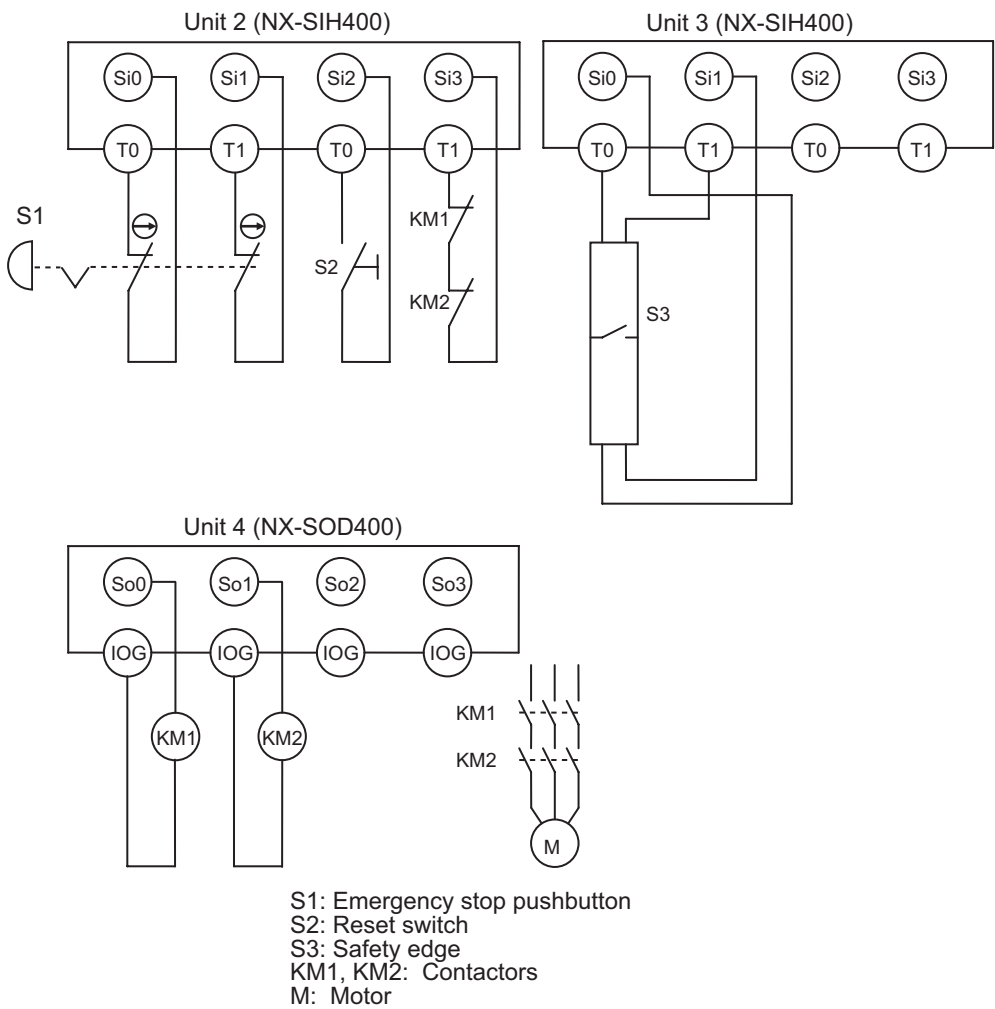 Unit 2 (NX-SIH400)
Unit 3 (NX-SIH400)
Si0 Si1 Si2 Si3
Si0 Si1 Si2 Si3
T0 T1 T0 T1
T0 T1 T0 T1
S1
KM1
S2
KM2
S3
Unit 4 (NX-SOD400)
So0 So1 So2 So3
IOG IOG IOG IOG
KM1 KM2
KM1
KM2
M
S1: Emergency stop pushbutton
S2: Reset switch
S3: Safety edge
KM1, KM2: Contactors
M: Motor